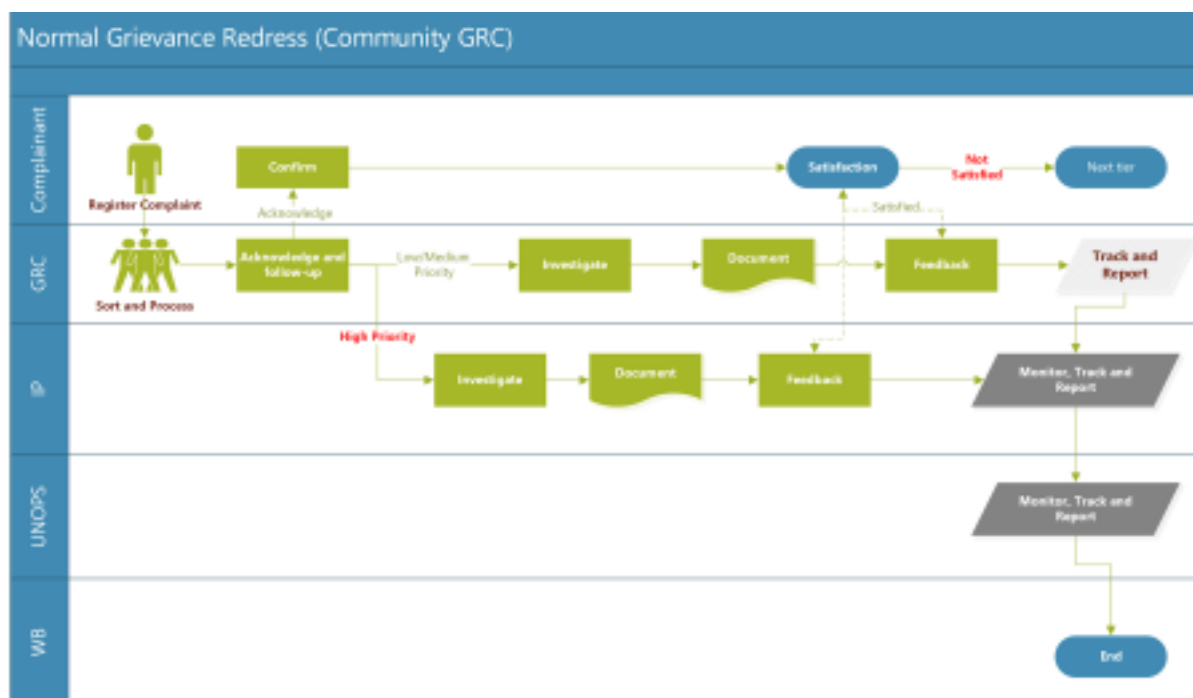 Normal Grievance Redress (Community GRC)
Complainant
Register Complaint
Confirm
Acknowledge
Satisfaction
Not
Satisfied
Next tier
Satisfied
GRC
Sort and Process
Acknowledge and
follow-up
Low/Medium
Priority
Investigate
Document
Feedback
Track and
Report
High Priority
IP
Investigate
Document
Feedback
Monitor, Track and
Report
UNOPS
Monitor, Track and
Report
WB
End